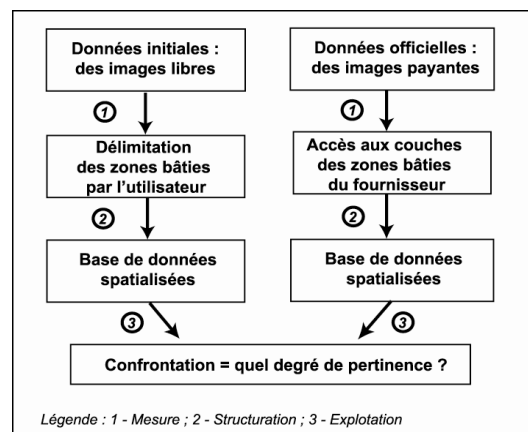 Données initiales :
des images libres
Données officielles :
des images payantes
1
1
Délimitation
des zones bâties
par l'utilisateur
Accès aux couches
des zones bâties
du fournisseur
2
2
Base de données
spatialisées
Base de données
spatialisées
3
3
Confrontation = quel degré de pertinence ?
Légende : 1 - Mesure ; 2 - Structuration ; 3 - Explotation